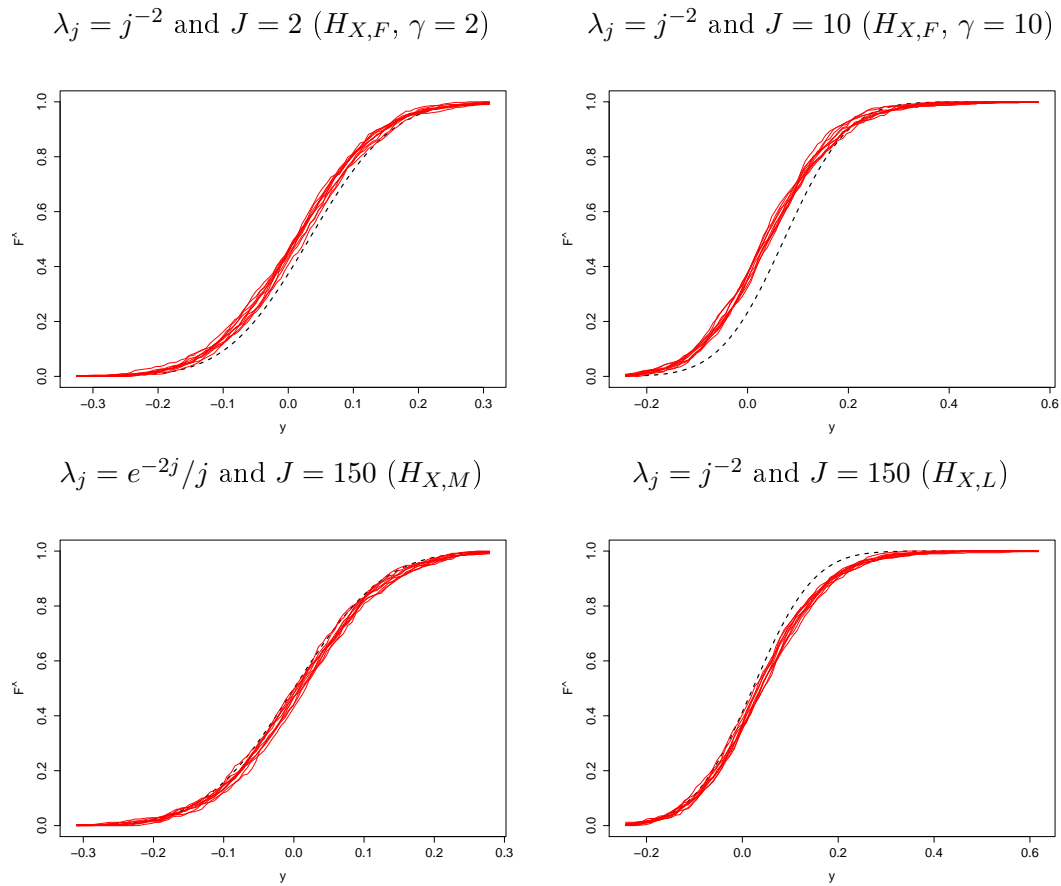 λ_j = j^{-2} and J = 2 (H_{X,F}, γ = 2)
1.0
0.8
0.6
0.4
0.2
0.0
F^
−0.3 −0.2 −0.1 0.0 0.1 0.2 0.3
y
λ_j = j^{-2} and J = 10 (H_{X,F}, γ = 10)
1.0
0.8
0.6
0.4
0.2
0.0
F^
−0.2 0.0 0.2 0.4 0.6
y
λ_j = e^{-2j}/j and J = 150 (H_{X,M})
1.0
0.8
0.6
0.4
0.2
0.0
F^
−0.3 −0.2 −0.1 0.0 0.1 0.2 0.3
y
λ_j = j^{-2} and J = 150 (H_{X,L})
1.0
0.8
0.6
0.4
0.2
0.0
F^
−0.2 0.0 0.2 0.4 0.6
y